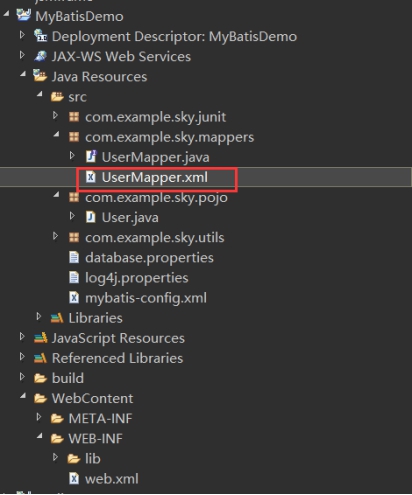 MyBatisDemo
Deployment Descriptor: MyBatisDemo
JAX-WS Web Services
Java Resources
src
com.example.sky.junit
com.example.sky.mappers
UserMapper.java
UserMapper.xml
com.example.sky.pojo
User.java
com.example.sky.utils
database.properties
log4j.properties
mybatis-config.xml
Libraries
JavaScript Resources
Referenced Libraries
build
WebContent
META-INF
WEB-INF
lib
web.xml